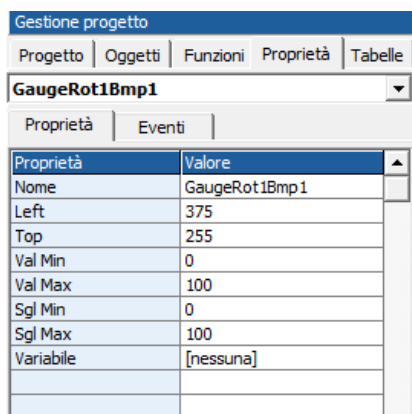 Gestione progetto
Progetto Oggetti Funzioni Proprietà Tabelle
GaugeRot1Bmp1
Proprietà Eventi
Proprietà Valore
Nome GaugeRot1Bmp1
Left 375
Top 255
Val Min 0
Val Max 100
Sgl Min 0
Sgl Max 100
Variabile [nessuna]